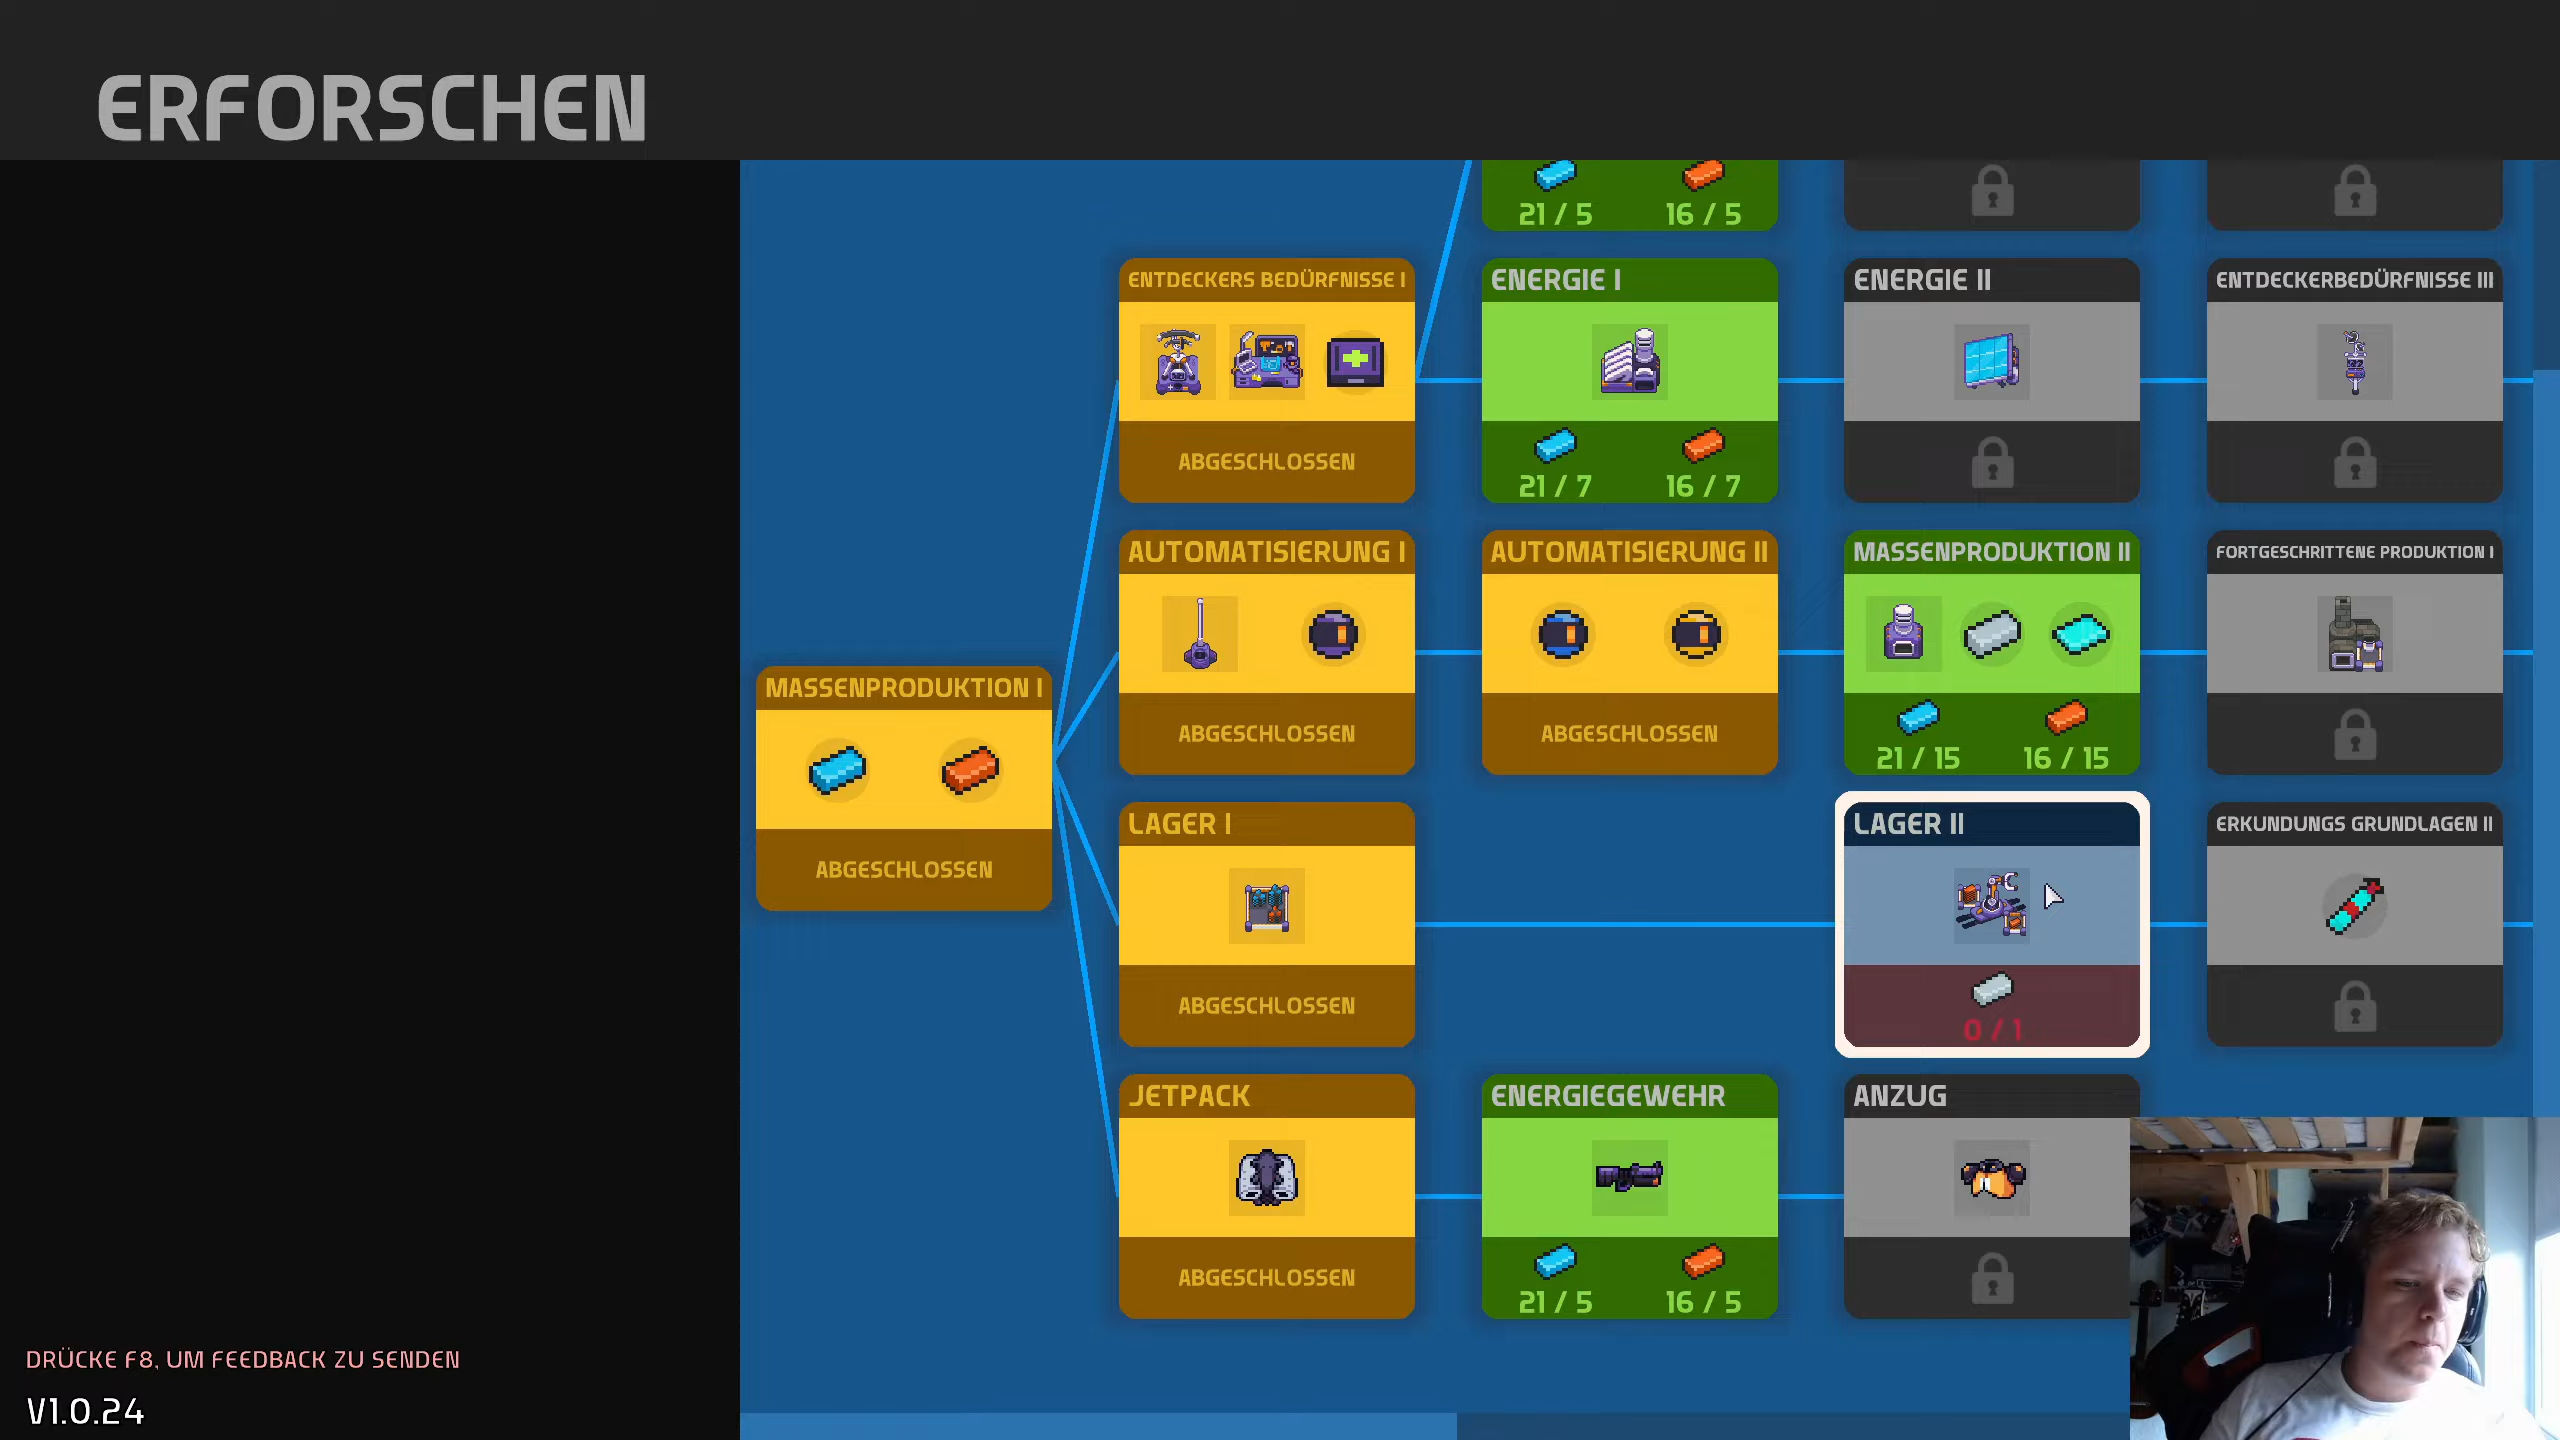 ERFORSCHEN
21 / 5
16 / 5
ENTDECKERS BEDÜRFNISSE I
ABGESCHLOSSEN
ENERGIE I
21 / 7
16 / 7
ENERGIE II
ENTDECKERBEDÜRFNISSE III
AUTOMATISIERUNG I
ABGESCHLOSSEN
AUTOMATISIERUNG II
ABGESCHLOSSEN
MASSENPRODUKTION II
21 / 15
16 / 15
FORTGESCHRITTENE PRODUKTION I
MASSENPRODUKTION I
ABGESCHLOSSEN
LAGER I
ABGESCHLOSSEN
LAGER II
0 / 1
ERKUNDUNGS GRUNDLAGEN II
JETPACK
ABGESCHLOSSEN
ENERGIEGEWEHR
21 / 5
16 / 5
ANZUG
DRÜCKE F8, UM FEEDBACK ZU SENDEN
V1.0.24